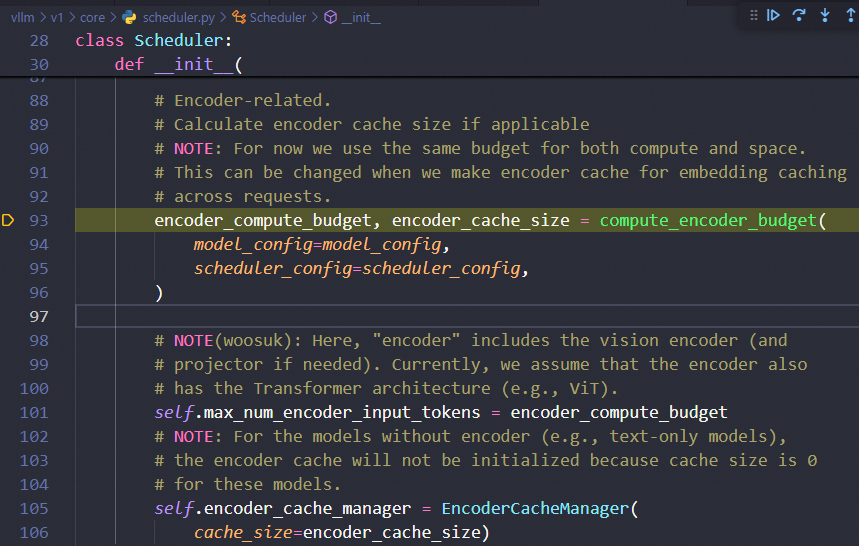 vllm > v1 > core > scheduler.py > Scheduler > __init__
28 class Scheduler:
30 def __init__(
87
88 # Encoder-related.
89 # Calculate encoder cache size if applicable
90 # NOTE: For now we use the same budget for both compute and space.
91 # This can be changed when we make encoder cache for embedding caching
92 # across requests.
93 encoder_compute_budget, encoder_cache_size = compute_encoder_budget(
94 model_config=model_config,
95 scheduler_config=scheduler_config,
96 )
97
98 # NOTE(woosuk): Here, "encoder" includes the vision encoder (and
99 # projector if needed). Currently, we assume that the encoder also
100 # has the Transformer architecture (e.g., ViT).
101 self.max_num_encoder_input_tokens = encoder_compute_budget
102 # NOTE: For the models without encoder (e.g., text-only models),
103 # the encoder cache will not be initialized because cache size is 0
104 # for these models.
105 self.encoder_cache_manager = EncoderCacheManager(
106 cache_size=encoder_cache_size)